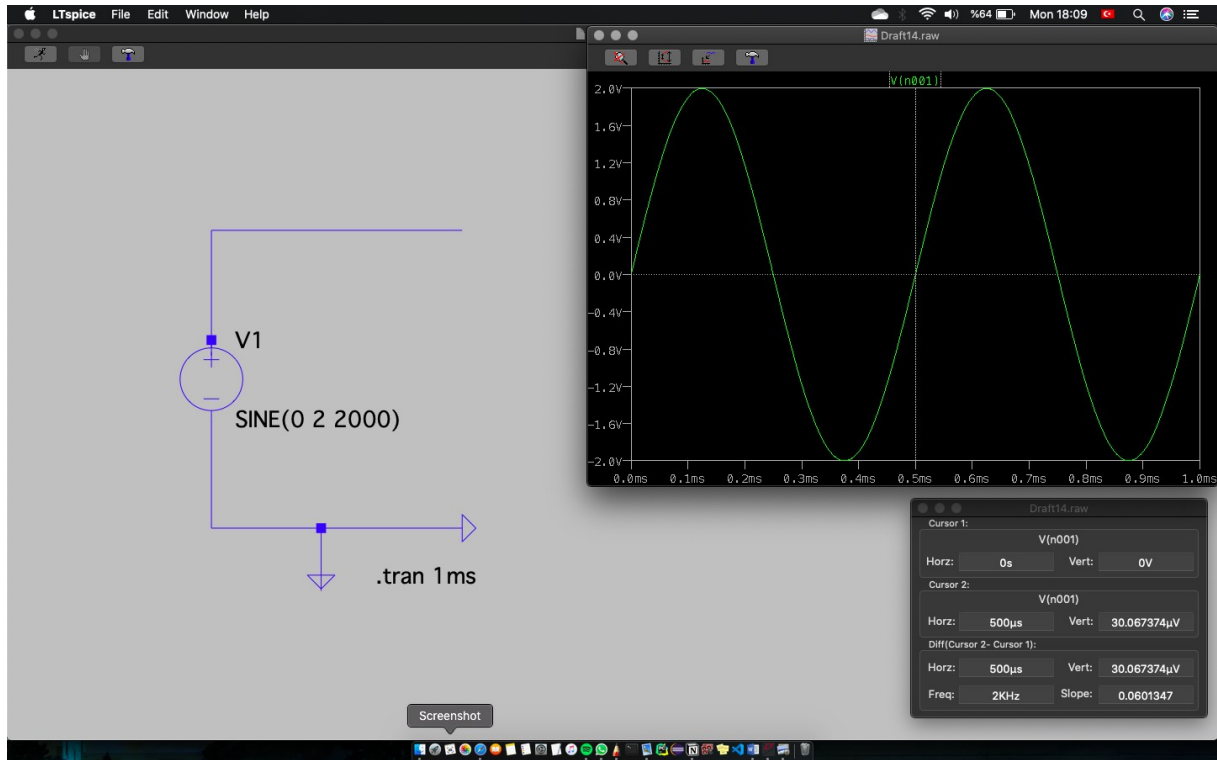 LTspice File Edit Window Help %64 Mon 18:09
Draft14.raw
V(n001)
2.0V
1.6V
1.2V
0.8V
0.4V
0.0V
-0.4V
-0.8V
-1.2V
-1.6V
-2.0V
0.0ms 0.1ms 0.2ms 0.3ms 0.4ms 0.5ms 0.6ms 0.7ms 0.8ms 0.9ms 1.0ms
V1
+
−
SINE(0 2 2000)
.tran 1ms
Draft14.raw
Cursor 1:
V(n001)
Horz: 0s Vert: 0V
Cursor 2:
V(n001)
Horz: 500µs Vert: 30.067374µV
Diff(Cursor 2- Cursor 1):
Horz: 500µs Vert: 30.067374µV
Freq: 2KHz Slope: 0.0601347
Screenshot